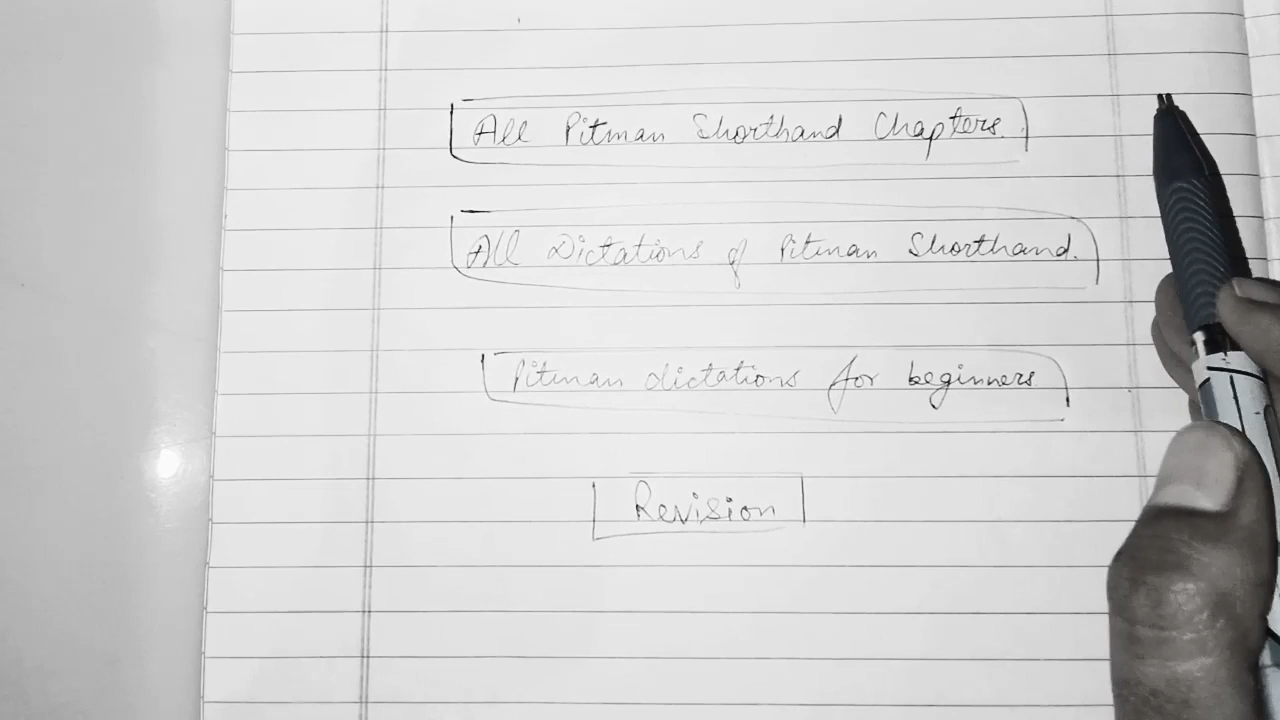 All Pitman Shorthand Chapters.
All Dictations of Pitman Shorthand.
Pitman dictations for beginners
Revision